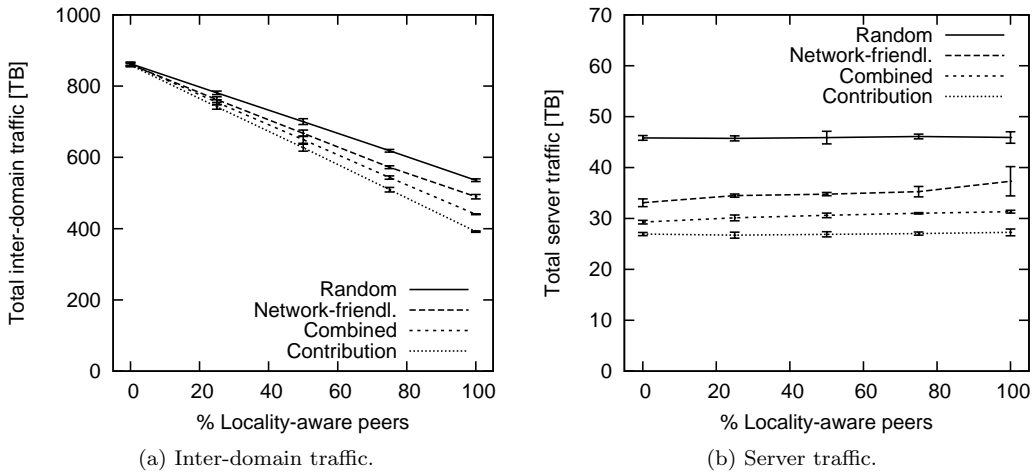 Total inter-domain traffic [TB]
1000
800
600
400
200
0
0 20 40 60 80 100
% Locality-aware peers
Random
Network-friendl.
Combined
Contribution
(a) Inter-domain traffic.
Total server traffic [TB]
70
60
50
40
30
20
10
0
0 20 40 60 80 100
% Locality-aware peers
Random
Network-friendl.
Combined
Contribution
(b) Server traffic.